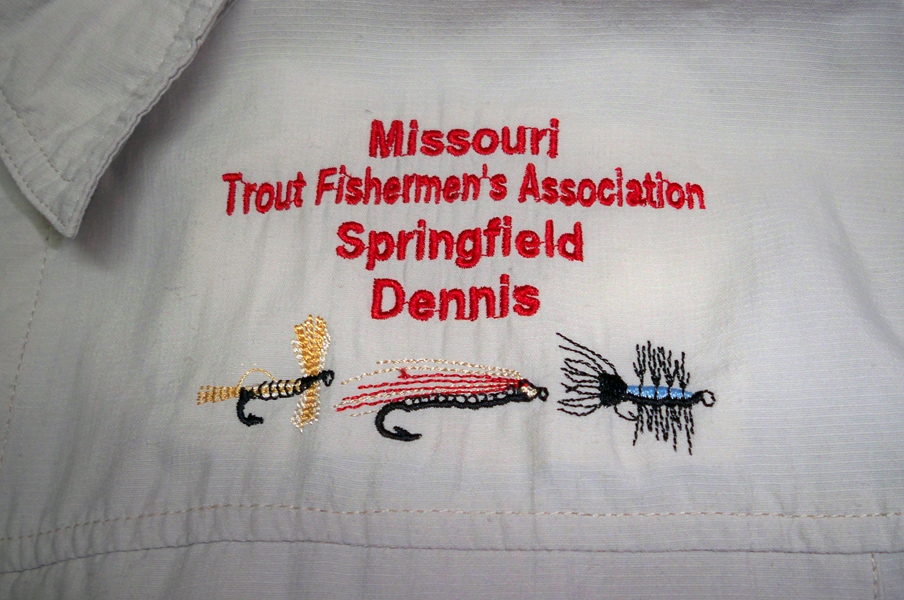 Missouri
Trout Fishermen's Association
Springfield
Dennis